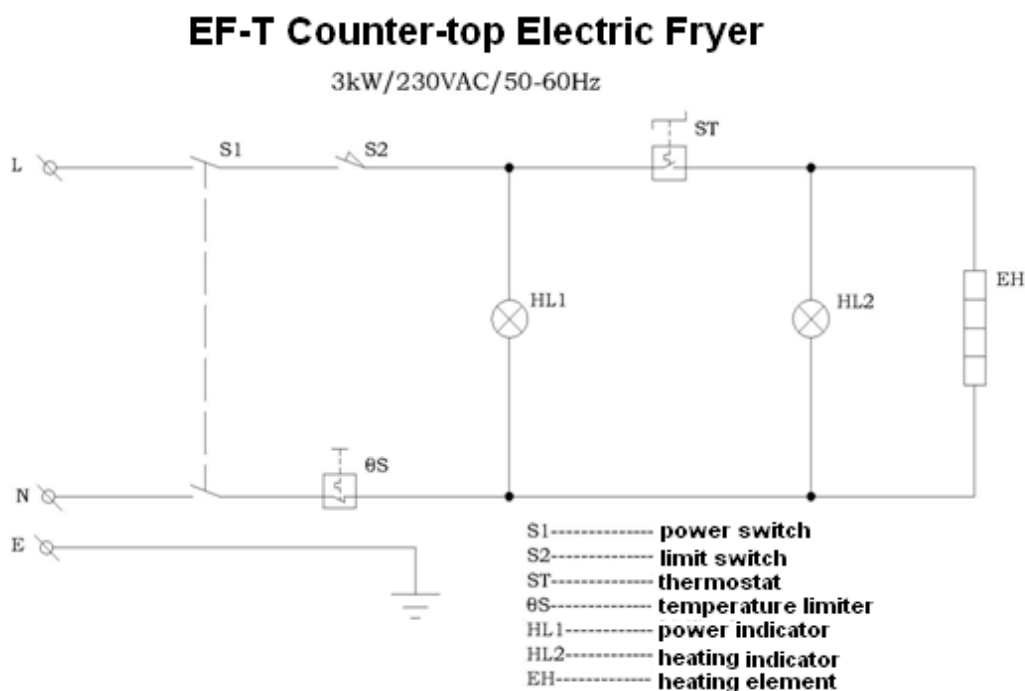 EF-T Counter-top Electric Fryer
3kW/230VAC/50-60Hz
ST
L
S1
S2
HL1
HL2
EH
θS
N
E
S1------------- power switch
S2------------- limit switch
ST------------- thermostat
θS------------- temperature limiter
HL1------------- power indicator
HL2------------- heating indicator
EH------------- heating element